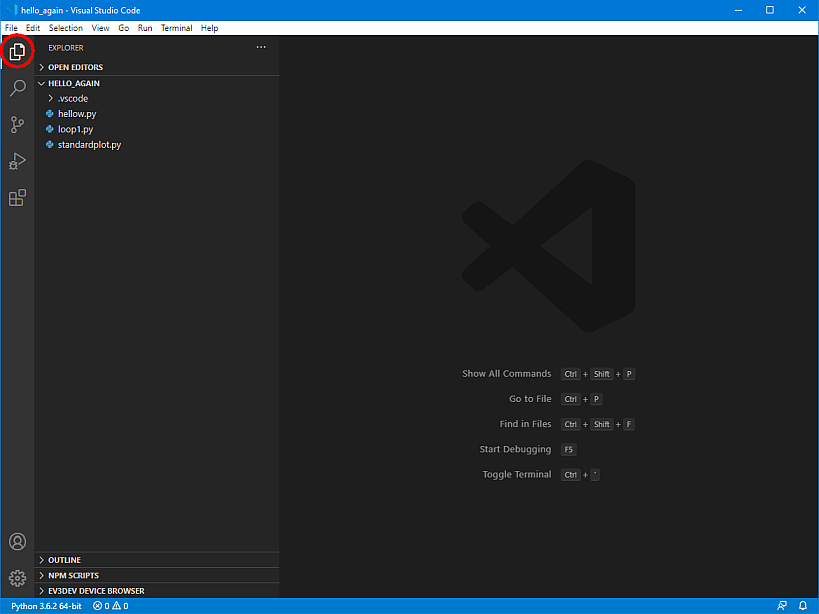 hello_again - Visual Studio Code
File Edit Selection View Go Run Terminal Help
EXPLORER ...
OPEN EDITORS
HELLO_AGAIN
.vscode
hellow.py
loop1.py
standardplot.py
Show All Commands Ctrl + Shift + P
Go to File Ctrl + P
Find in Files Ctrl + Shift + F
Start Debugging F5
Toggle Terminal Ctrl + `
OUTLINE
NPM SCRIPTS
EV3DEV DEVICE BROWSER
Python 3.6.2 64-bit 0 0